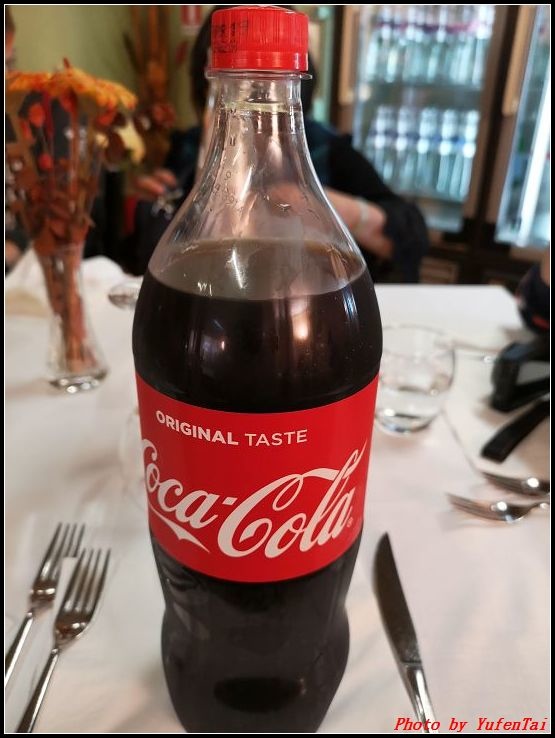 ORIGINAL TASTE
Coca-Cola
Photo by YufenTai